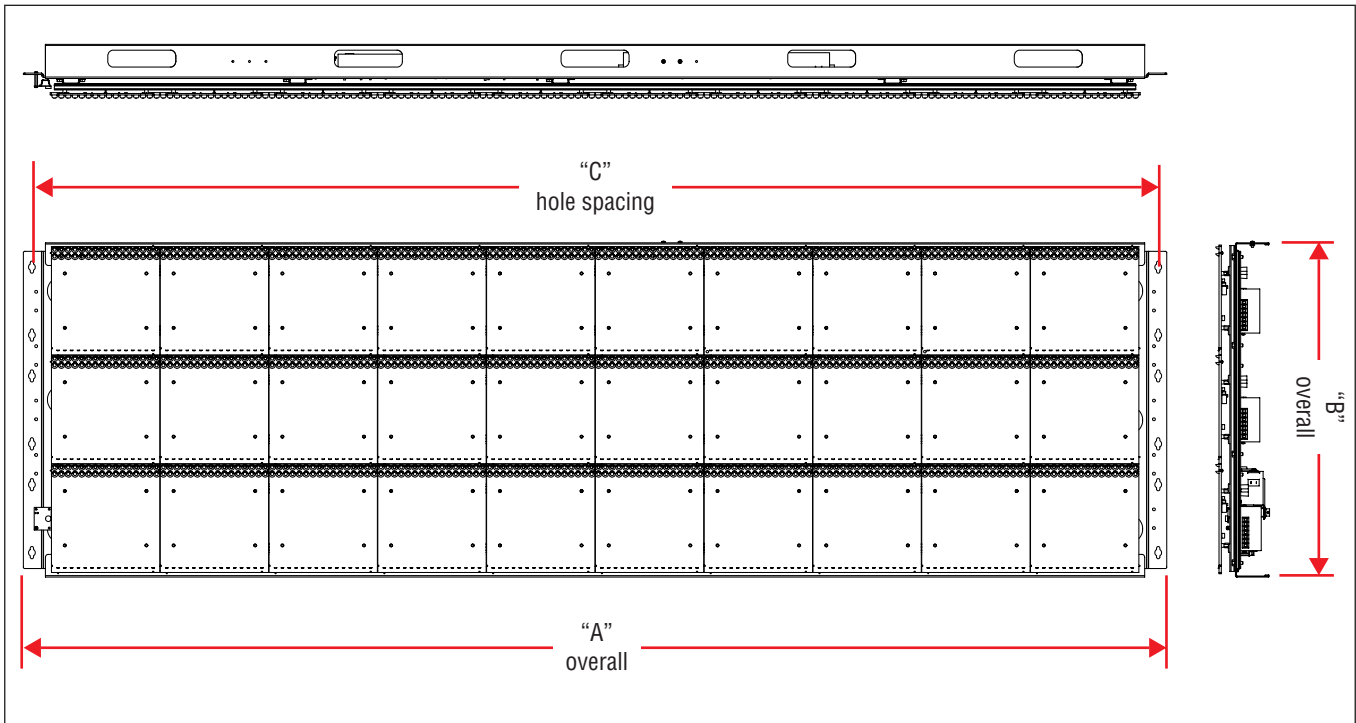 “C”
hole spacing
“B”
overall
“A”
overall